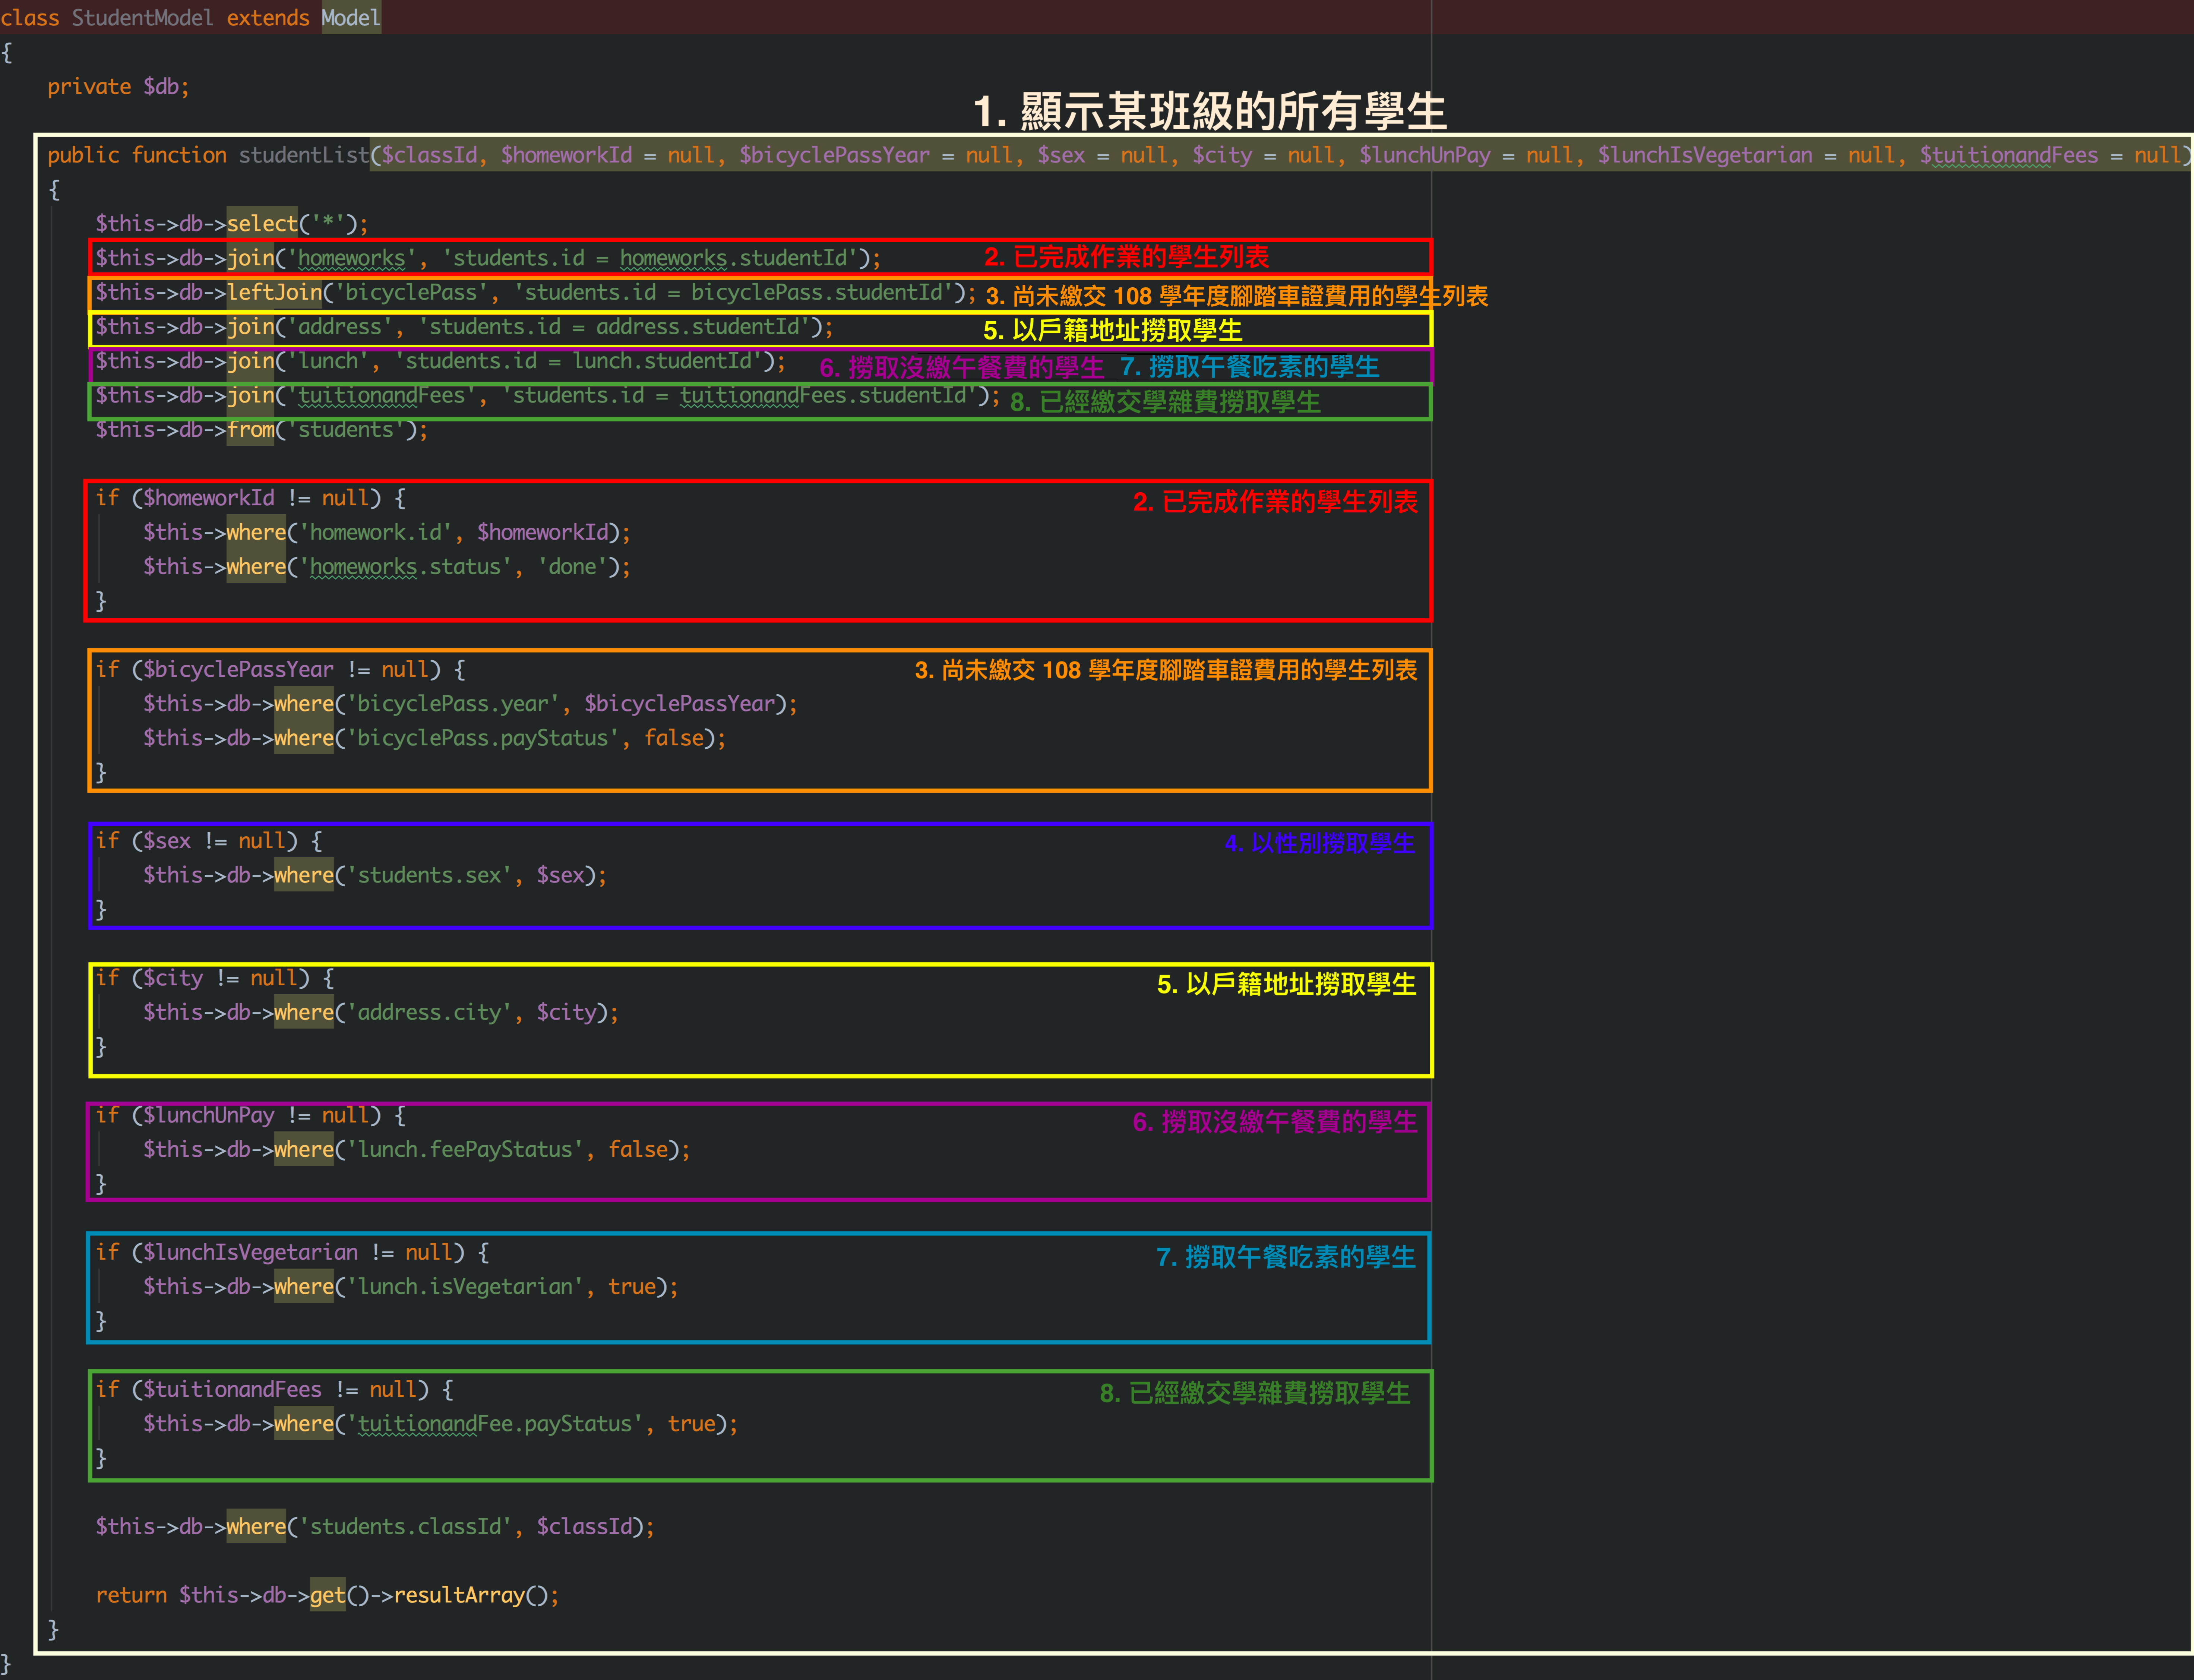 class StudentModel extends Model
{
    private $db;
1. 顯示某班級的所有學生
    public function studentList($classId, $homeworkId = null, $bicyclePassYear = null, $sex = null, $city = null, $lunchUnPay = null, $lunchIsVegetarian = null, $tuitionandFees = null)
    {
        $this->db->select('*');
        $this->db->join('homeworks', 'students.id = homeworks.studentId'); 2. 已完成作業的學生列表
        $this->db->leftJoin('bicyclePass', 'students.id = bicyclePass.studentId'); 3. 尚未繳交 108 學年度腳踏車證費用的學生列表
        $this->db->join('address', 'students.id = address.studentId'); 5. 以戶籍地址撈取學生
        $this->db->join('lunch', 'students.id = lunch.studentId'); 6. 撈取沒繳午餐費的學生 7. 撈取午餐吃素的學生
        $this->db->join('tuitionandFees', 'students.id = tuitionandFees.studentId'); 8. 已經繳交學雜費撈取學生
        $this->db->from('students');
        if ($homeworkId != null) { 2. 已完成作業的學生列表
            $this->where('homework.id', $homeworkId);
            $this->where('homeworks.status', 'done');
        }
        if ($bicyclePassYear != null) { 3. 尚未繳交 108 學年度腳踏車證費用的學生列表
            $this->db->where('bicyclePass.year', $bicyclePassYear);
            $this->db->where('bicyclePass.payStatus', false);
        }
        if ($sex != null) { 4. 以性別撈取學生
            $this->db->where('students.sex', $sex);
        }
        if ($city != null) { 5. 以戶籍地址撈取學生
            $this->db->where('address.city', $city);
        }
        if ($lunchUnPay != null) { 6. 撈取沒繳午餐費的學生
            $this->db->where('lunch.feePayStatus', false);
        }
        if ($lunchIsVegetarian != null) { 7. 撈取午餐吃素的學生
            $this->db->where('lunch.isVegetarian', true);
        }
        if ($tuitionandFees != null) { 8. 已經繳交學雜費撈取學生
            $this->db->where('tuitionandFee.payStatus', true);
        }
        $this->db->where('students.classId', $classId);
        return $this->db->get()->resultArray();
    }
}